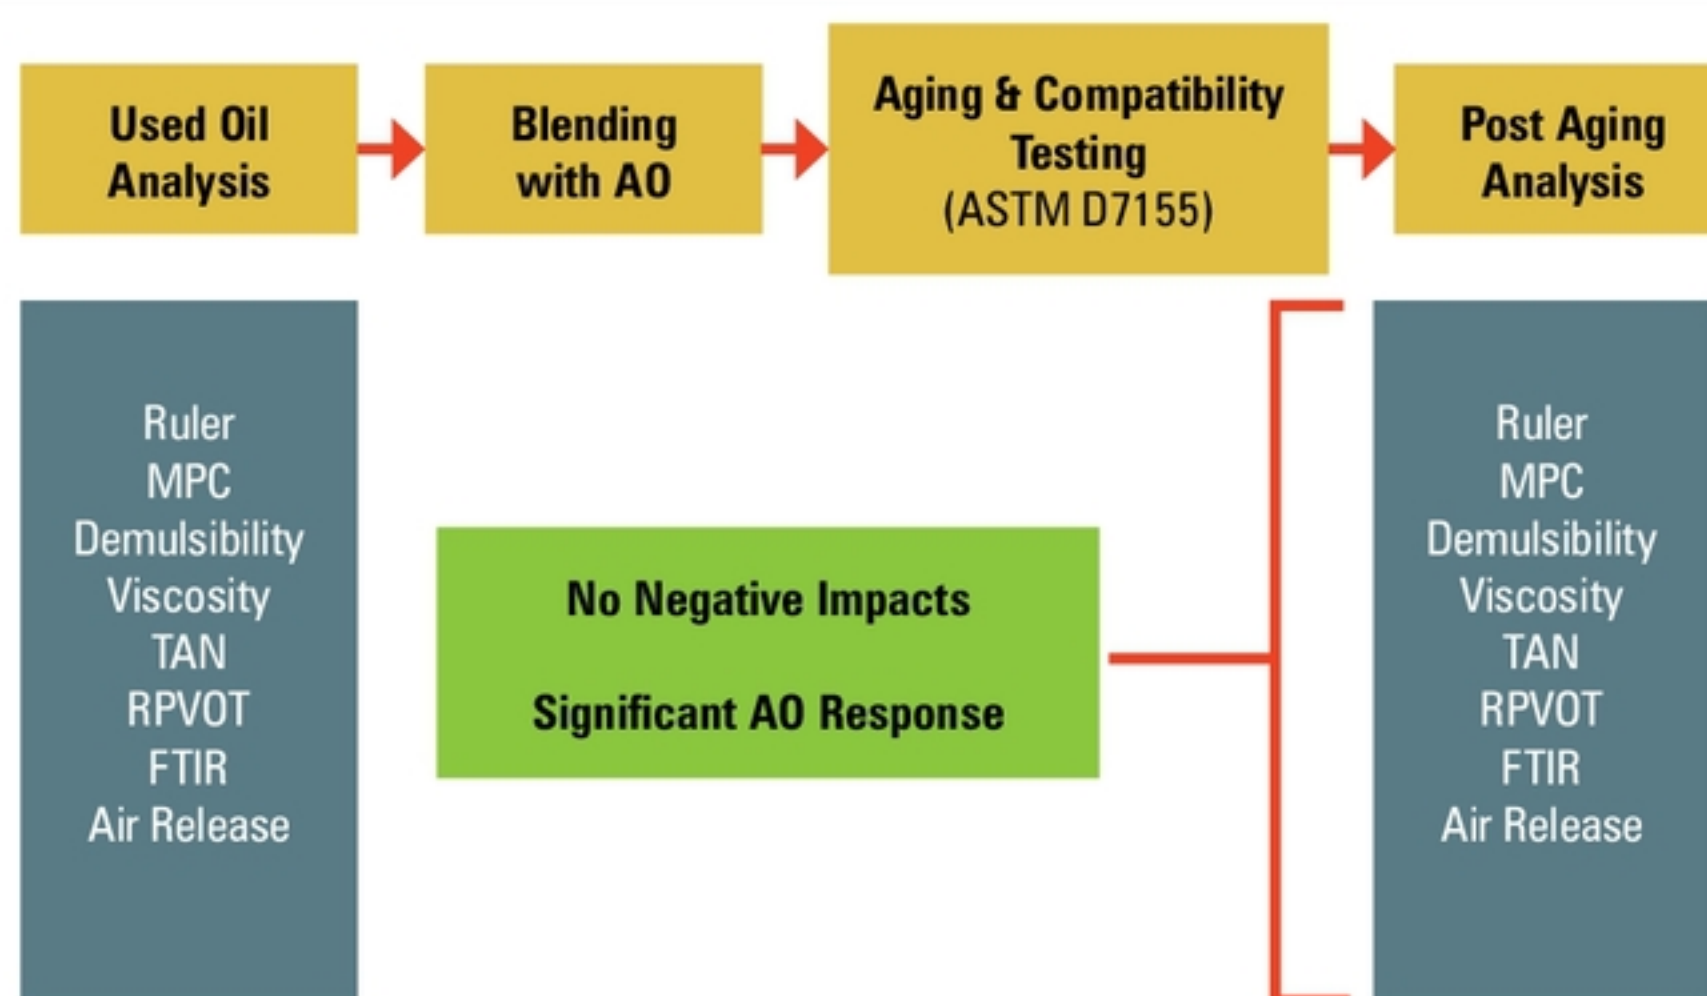 Used Oil
Analysis
Blending
with AO
Aging & Compatibility
Testing
(ASTM D7155)
Post Aging
Analysis
Ruler
MPC
Demulsibility
Viscosity
TAN
RPVOT
FTIR
Air Release
No Negative Impacts
Significant AO Response
Ruler
MPC
Demulsibility
Viscosity
TAN
RPVOT
FTIR
Air Release